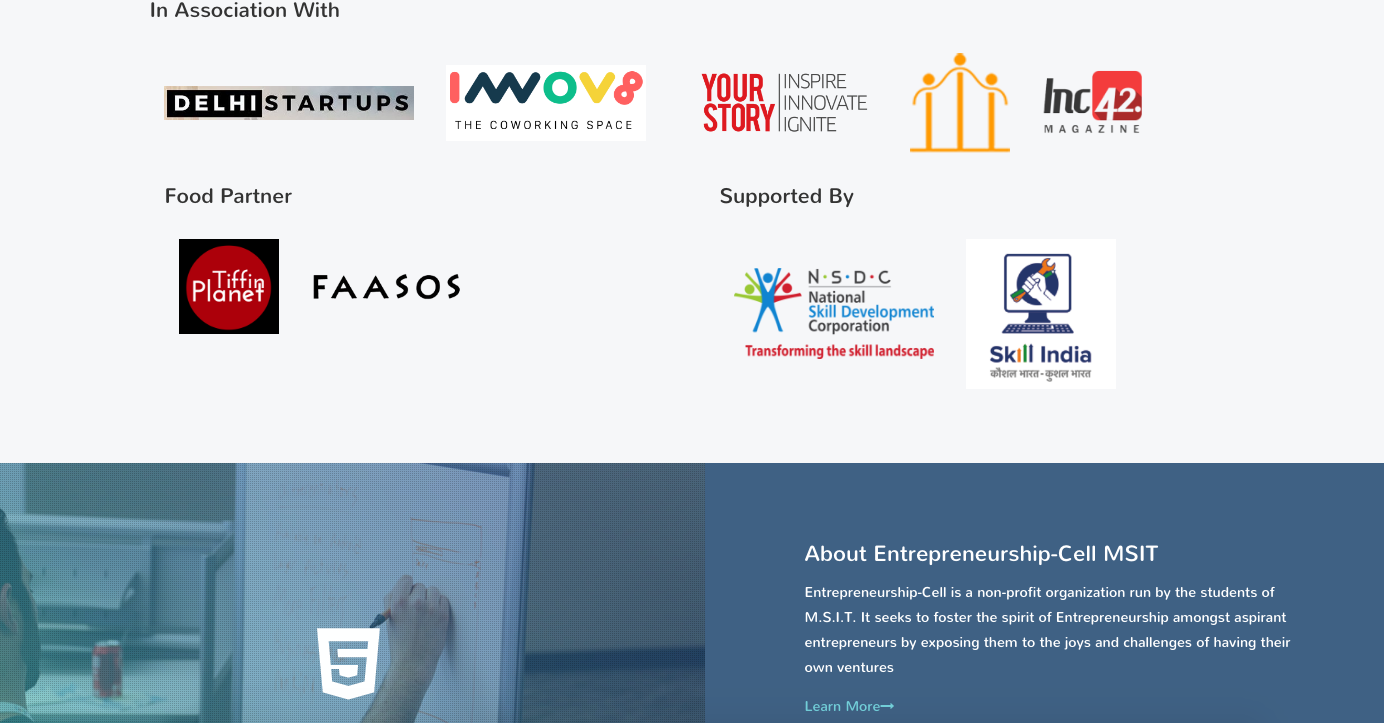 In Association With
DELHI STARTUPS
INNOV8
THE COWORKING SPACE
YOUR STORY
INSPIRE
INNOVATE
IGNITE
Inc42.
MAGAZINE
Food Partner
Supported By
Tiffin
Planet
FAASOS
N·S·D·C
National
Skill Development
Corporation
Transforming the skill landscape
Skill India
कौशल भारत-कुशल भारत
About Entrepreneurship-Cell MSIT
Entrepreneurship-Cell is a non-profit organization run by the students of
M.S.I.T. It seeks to foster the spirit of Entrepreneurship amongst aspirant
entrepreneurs by exposing them to the joys and challenges of having their
own ventures
Learn More→